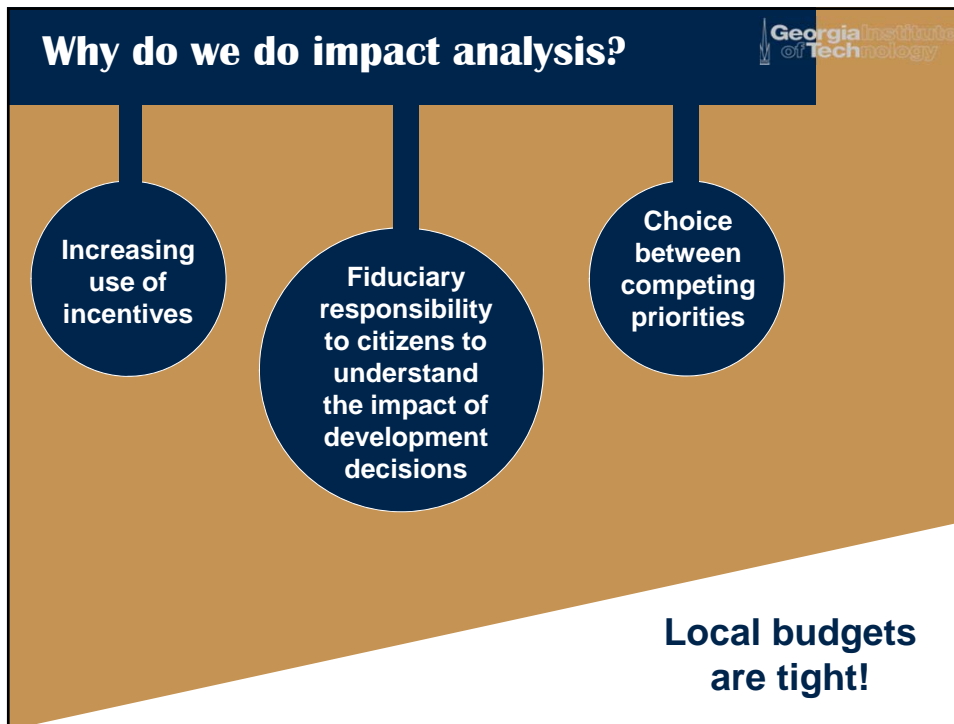 Why do we do impact analysis?
Georgia Institute
of Technology
Increasing
use of
incentives
Fiduciary
responsibility
to citizens to
understand
the impact of
development
decisions
Choice
between
competing
priorities
Local budgets
are tight!